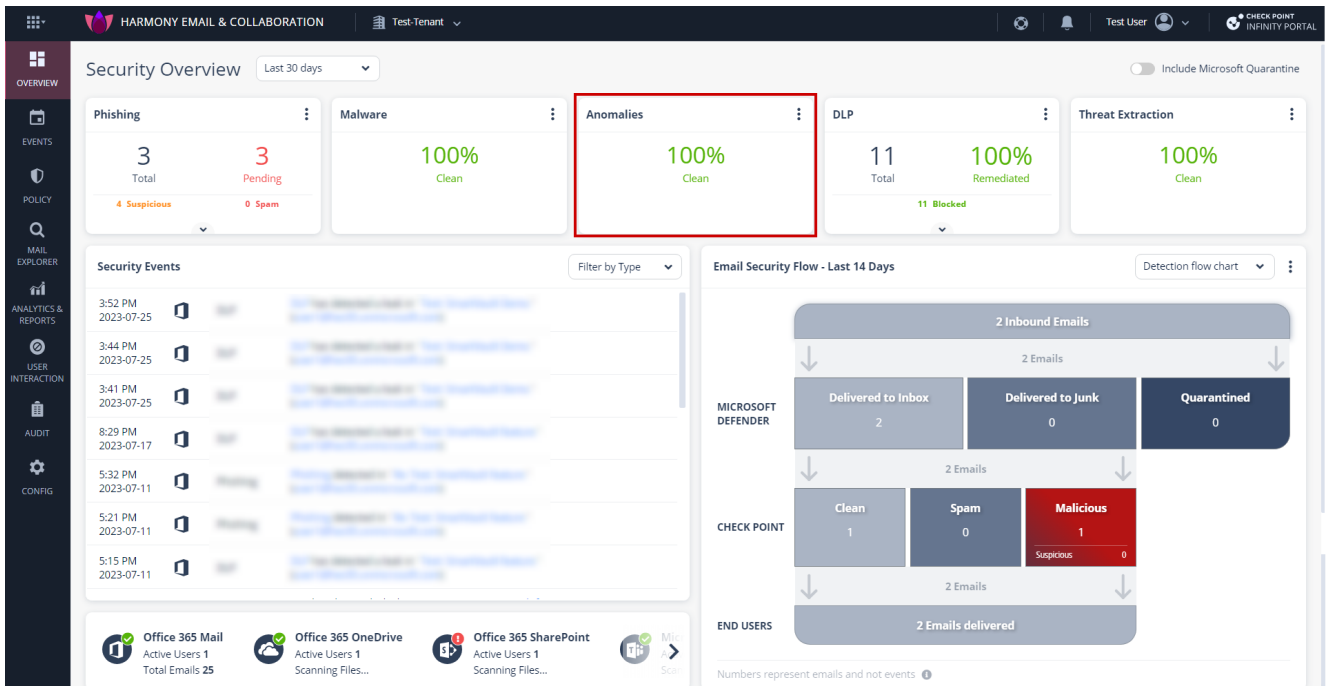 HARMONY EMAIL & COLLABORATION
Test-Tenant
Test User
CHECK POINT
INFINITY PORTAL
OVERVIEW
EVENTS
POLICY
MAIL
EXPLORER
ANALYTICS &
REPORTS
USER
INTERACTION
AUDIT
CONFIG
Security Overview
Last 30 days
Include Microsoft Quarantine
Phishing
3 3
Total Pending
4 Suspicious 0 Spam
Malware
100%
Clean
Anomalies
100%
Clean
DLP
11 100%
Total Remediated
11 Blocked
Threat Extraction
100%
Clean
Security Events
Filter by Type
3:52 PM
2023-07-25
3:44 PM
2023-07-25
3:41 PM
2023-07-25
8:29 PM
2023-07-17
5:32 PM
2023-07-11
5:21 PM
2023-07-11
5:15 PM
2023-07-11
Office 365 Mail
Active Users 1
Total Emails 25
Office 365 OneDrive
Active Users 1
Scanning Files...
Office 365 SharePoint
Active Users 1
Scanning Files...
Email Security Flow - Last 14 Days
Detection flow chart
2 Inbound Emails
2 Emails
MICROSOFT
DEFENDER
Delivered to Inbox
2
Delivered to Junk
0
Quarantined
0
2 Emails
CHECK POINT
Clean
1
Spam
0
Malicious
1
Suspicious 0
2 Emails
END USERS
2 Emails delivered
Numbers represent emails and not events